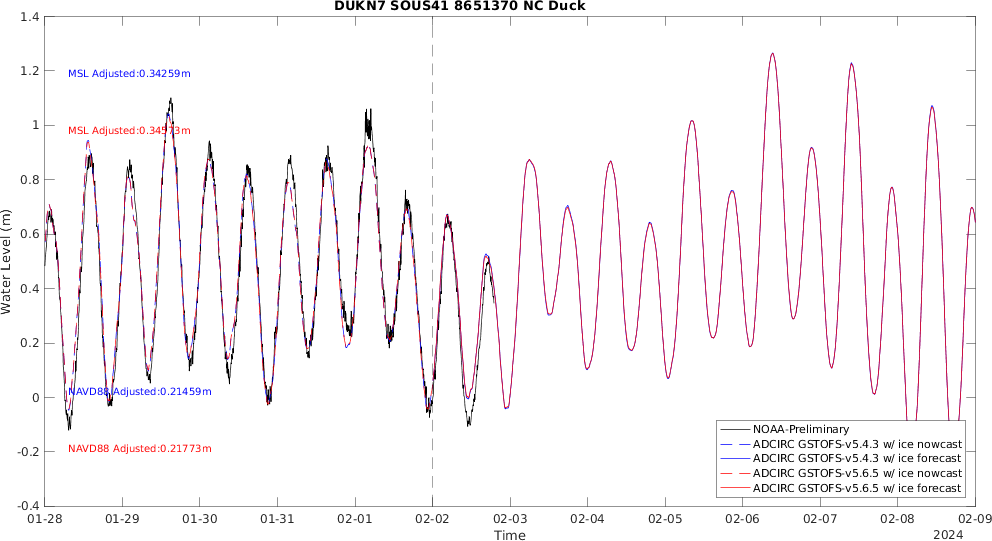 DUKN7 SOUS41 8651370 NC Duck
1.4
1.2
1
0.8
0.6
0.4
0.2
0
-0.2
-0.4
Water Level (m)
MSL Adjusted:0.34259m
MSL Adjusted:0.34573m
NAVD88 Adjusted:0.21459m
NAVD88 Adjusted:0.21773m
NOAA-Preliminary
ADCIRC GSTOFS-v5.4.3 w/ ice nowcast
ADCIRC GSTOFS-v5.4.3 w/ ice forecast
ADCIRC GSTOFS-v5.6.5 w/ ice nowcast
ADCIRC GSTOFS-v5.6.5 w/ ice forecast
01-28 01-29 01-30 01-31 02-01 02-02 02-03 02-04 02-05 02-06 02-07 02-08 02-09
Time
2024